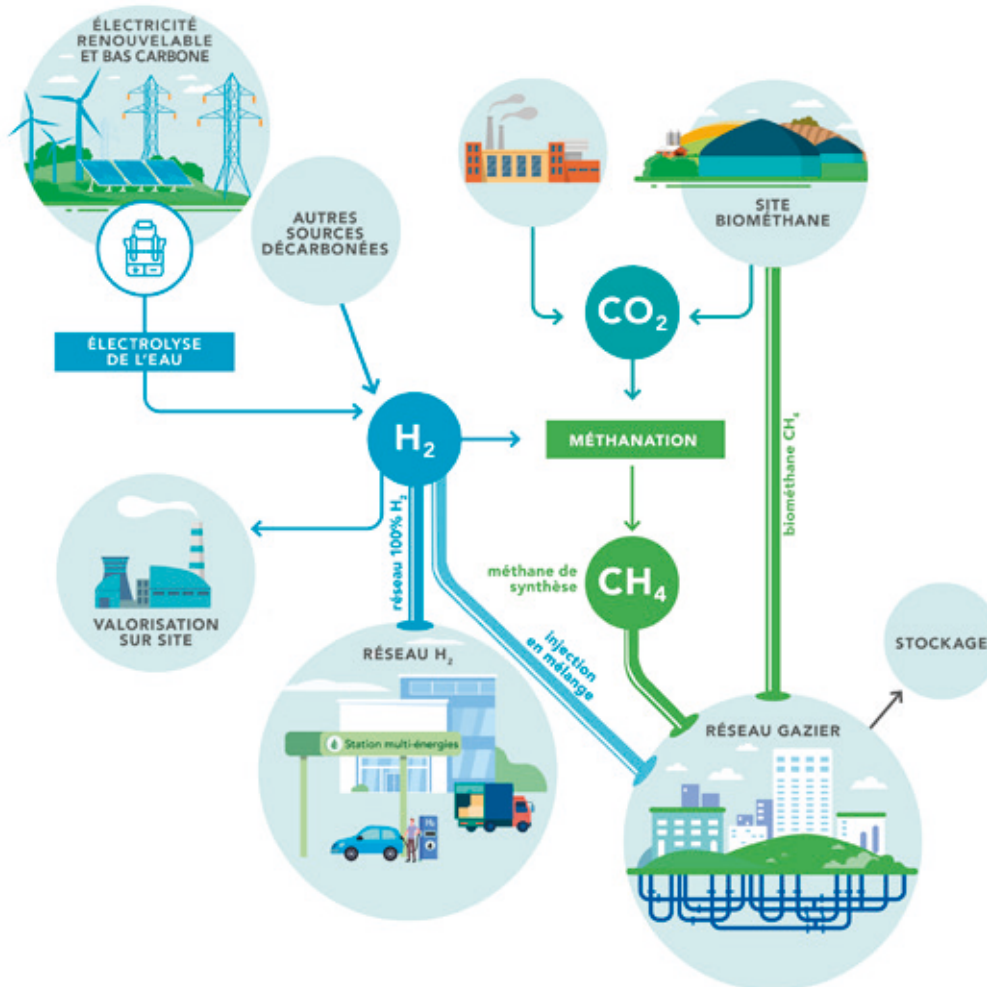 ÉLECTRICITÉ
RENOUVELABLE
ET BAS CARBONE
AUTRES
SOURCES
DÉCARBONÉES
SITE
BIOMÉTHANE
CO₂
ÉLECTROLYSE
DE L'EAU
H₂
MÉTHANATION
biométhane CH₄
réseau 100% H₂
méthane de
synthèse
CH₄
VALORISATION
SUR SITE
injection
en mélange
STOCKAGE
RÉSEAU H₂
RÉSEAU GAZIER
Station multi-énergies
H₂